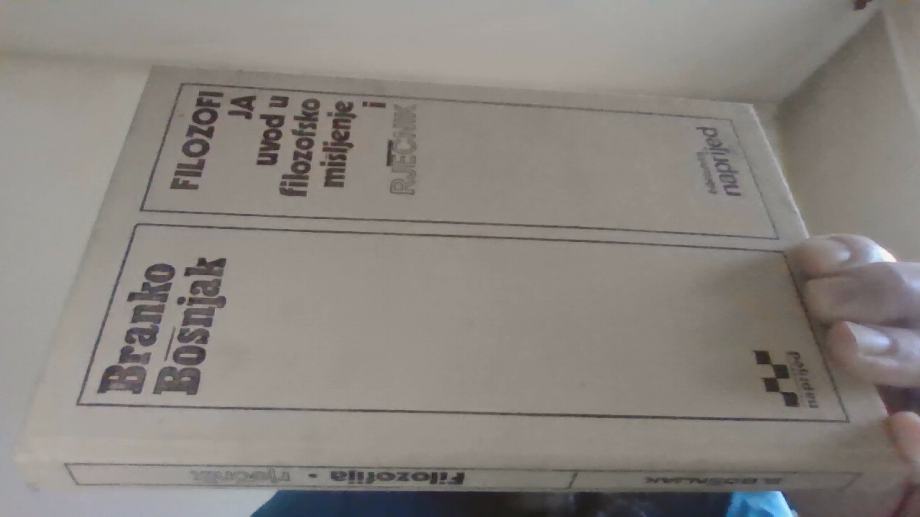 Branko
Bošnjak
FILOZOFI
JA
uvod u
filozofsko
mišljenje
i
RJEČNIK
naprijed
naprijed
Filozofija • rječnik
B. BOŠNJAK